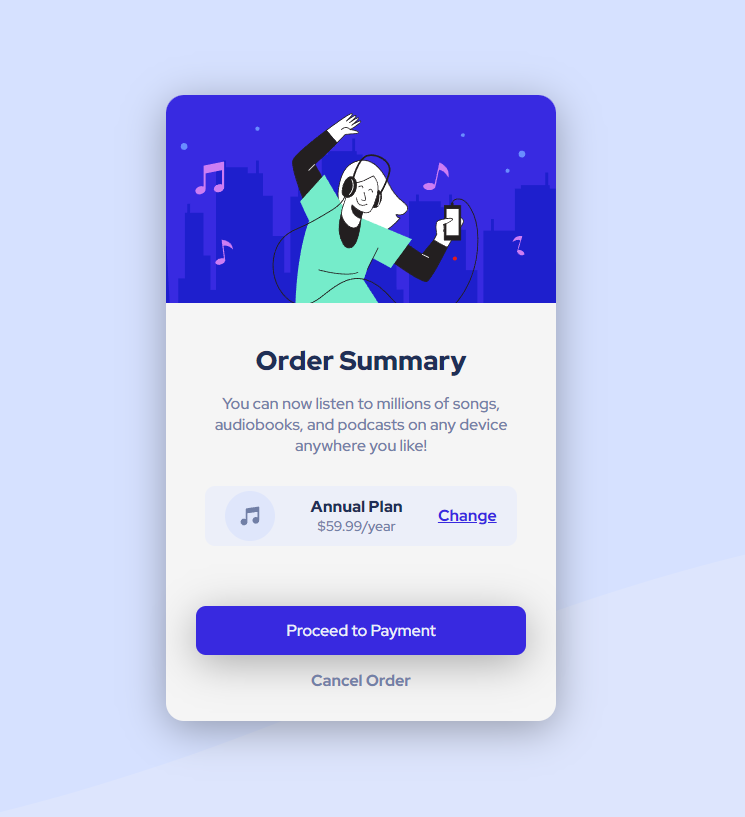 Order Summary
You can now listen to millions of songs,
audiobooks, and podcasts on any device
anywhere you like!
Annual Plan
$59.99/year
Change
Proceed to Payment
Cancel Order